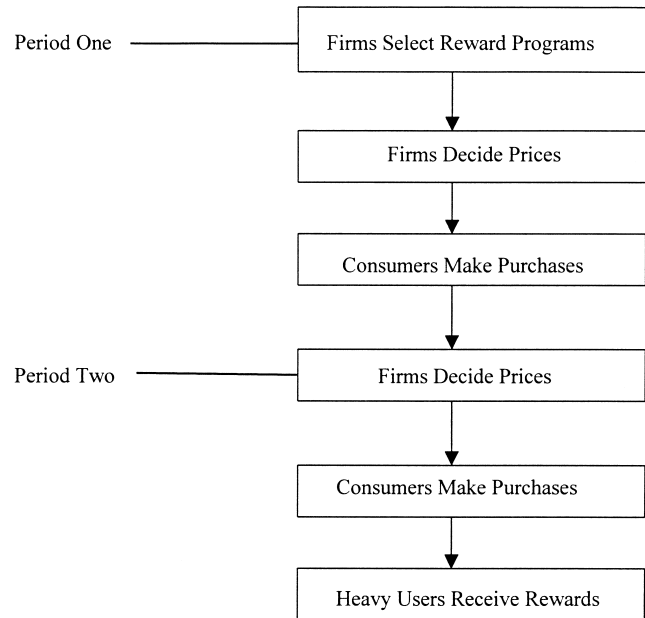 Period One
Firms Select Reward Programs
Firms Decide Prices
Consumers Make Purchases
Period Two
Firms Decide Prices
Consumers Make Purchases
Heavy Users Receive Rewards